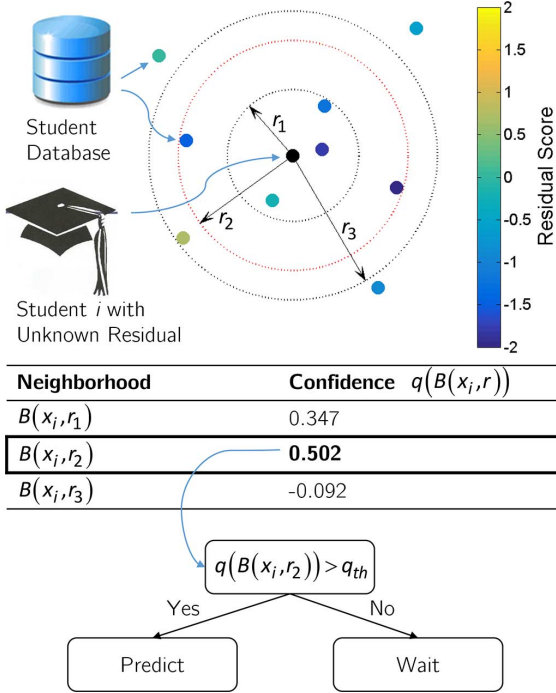 Student
Database
Student i with
Unknown Residual
r1
r2
r3
2
1.5
1
0.5
0
-0.5
-1
-1.5
-2
Residual Score
Neighborhood Confidence q(B(xi,r))
B(xi,r1) 0.347
B(xi,r2) 0.502
B(xi,r3) -0.092
q(B(xi,r2))>qth
Yes No
Predict Wait